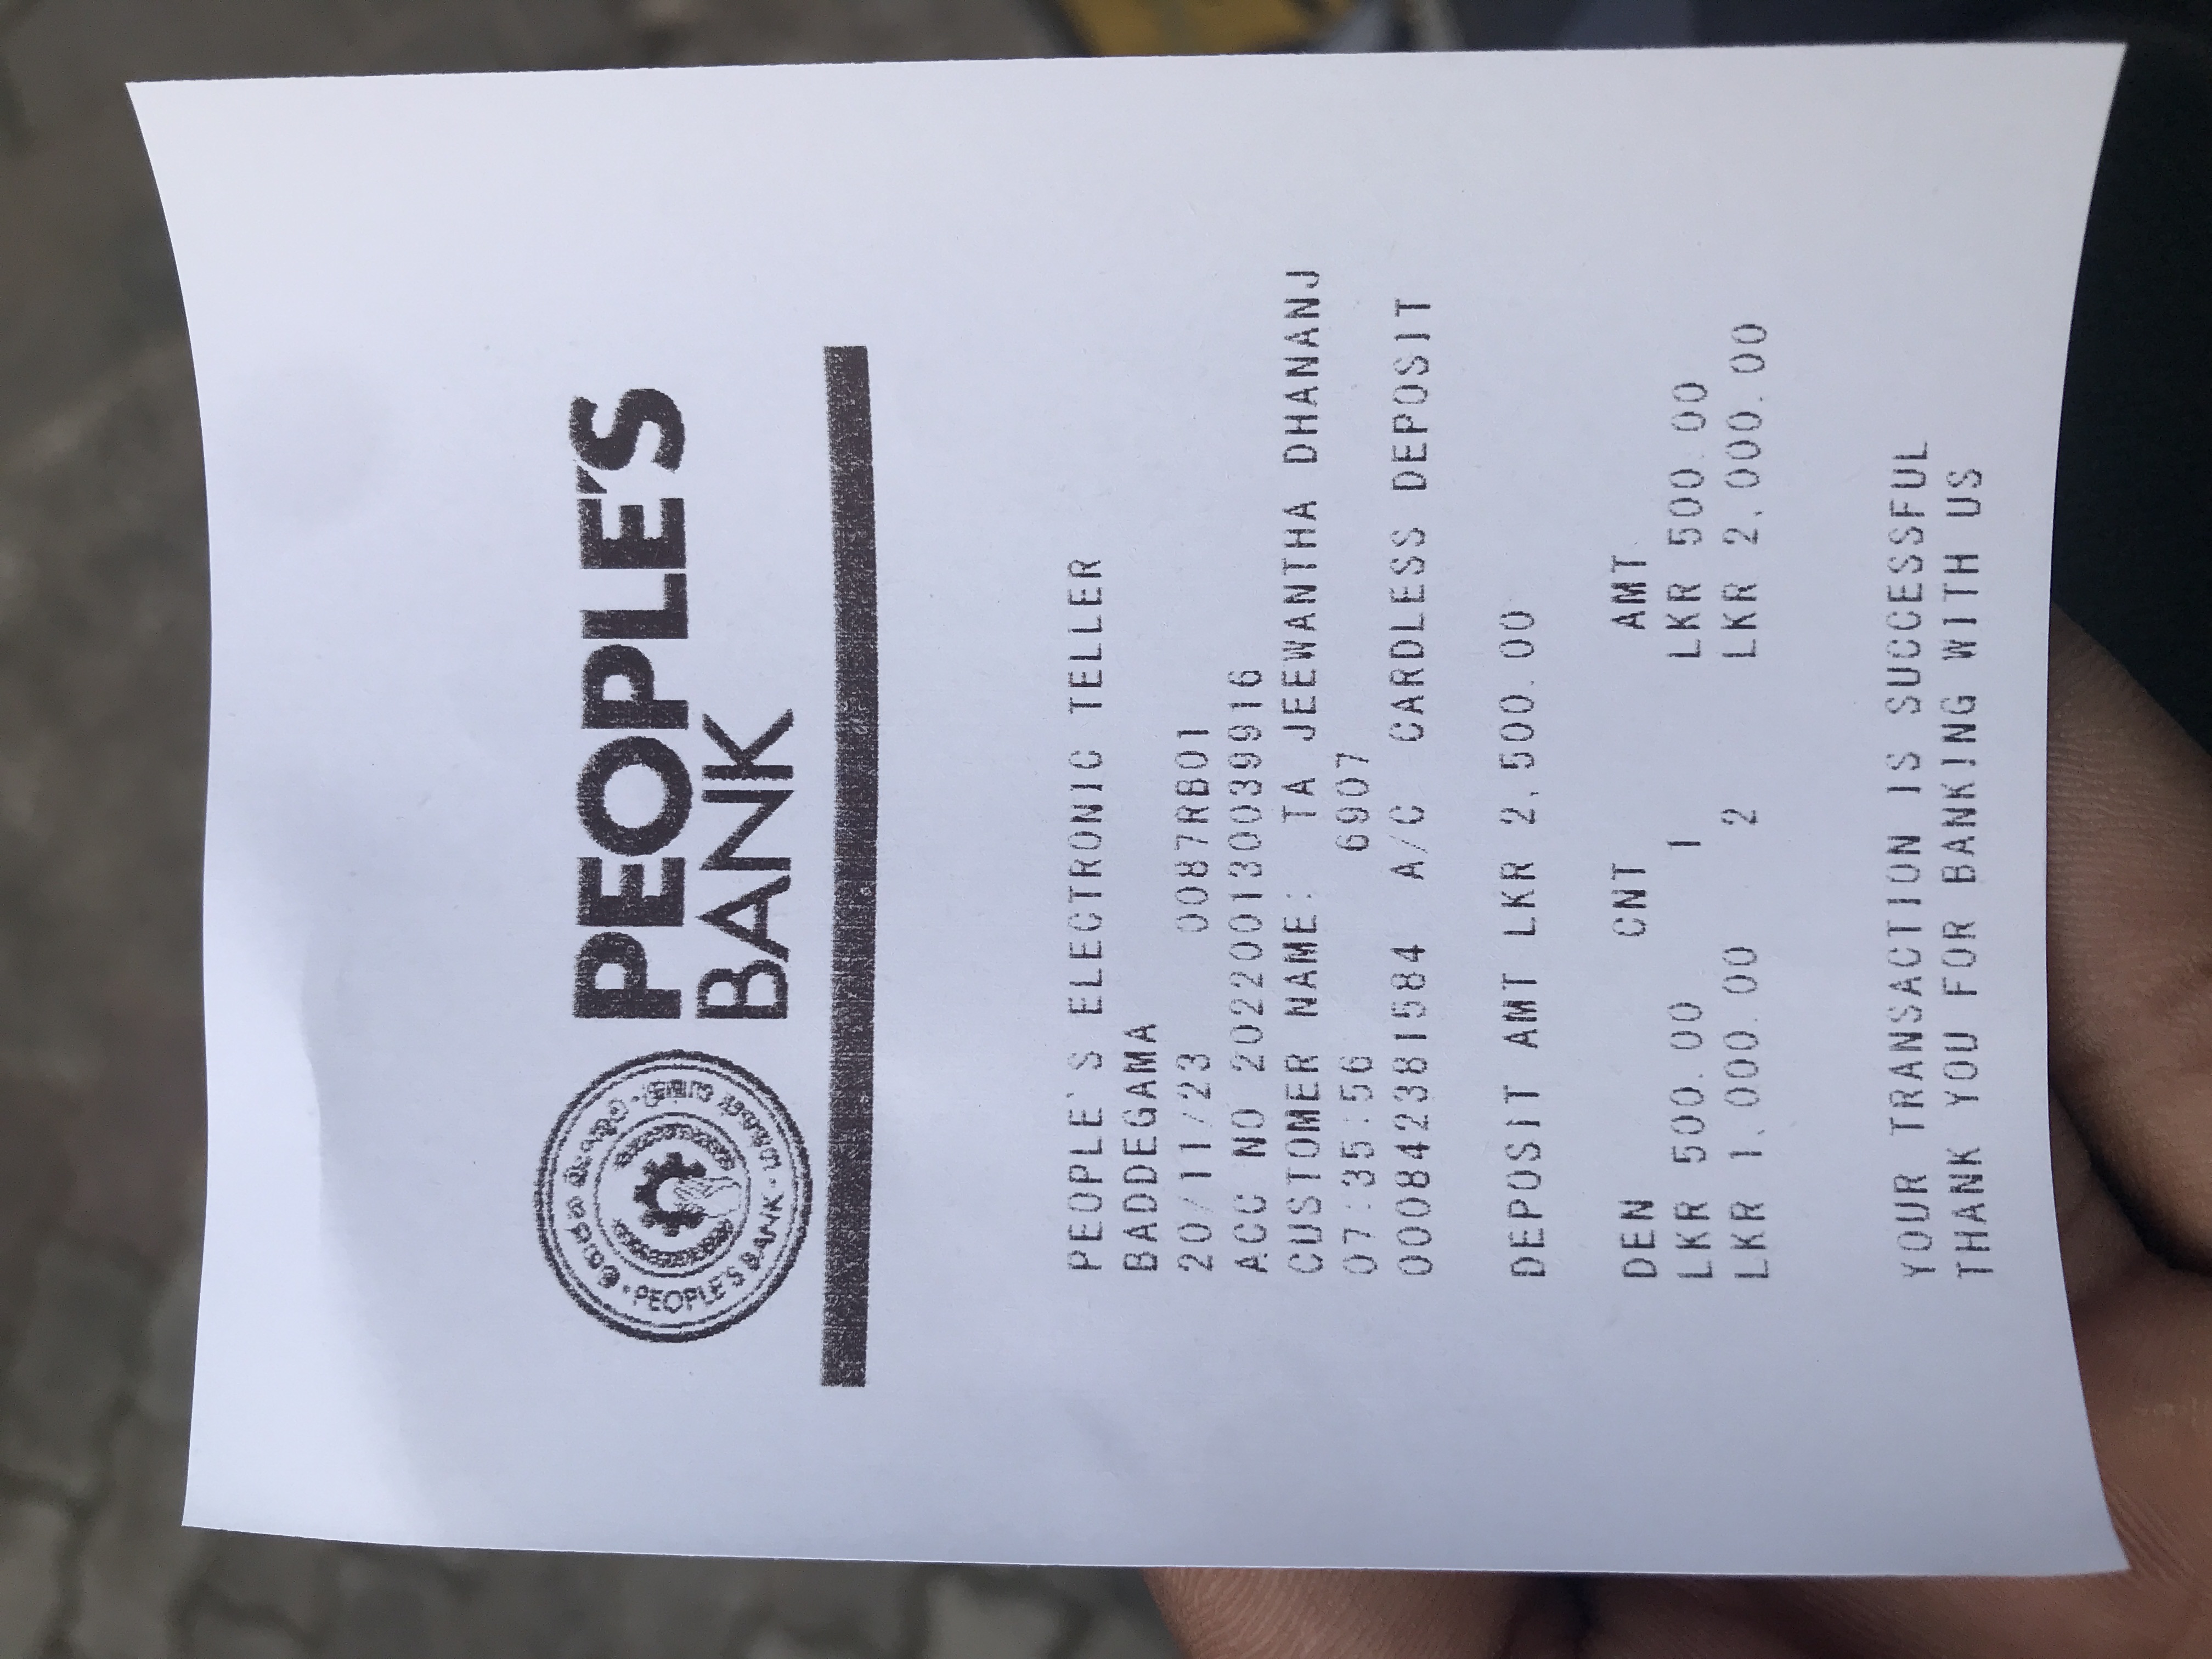 PEOPLE'S
BANK
PEOPLE'S BANK
PEOPLE`S ELECTRONIC TELLER
BADDEGAMA
20/11/23 0087RB01
ACC NO 202200130039916
CUSTOMER NAME: TA JEEWANTHA DHANANJ
07:35:56 6907
000842381584 A/C CARDLESS DEPOSIT
DEPOSIT AMT LKR 2,500.00
DEN CNT AMT
LKR 500.00 1 LKR 500.00
LKR 1,000.00 2 LKR 2,000.00
YOUR TRANSACTION IS SUCCESSFUL
THANK YOU FOR BANKING WITH US